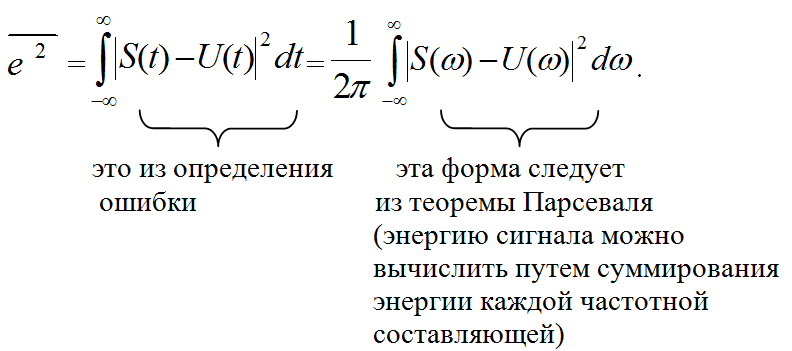 e² = ∫_{−∞}^{∞} |S(t) − U(t)|² dt = 1/2π ∫_{−∞}^{∞} |S(ω) − U(ω)|² dω.
это из определения
ошибки
эта форма следует
из теоремы Парсеваля
(энергию сигнала можно
вычислить путем суммирования
энергии каждой частотной
составляющей)